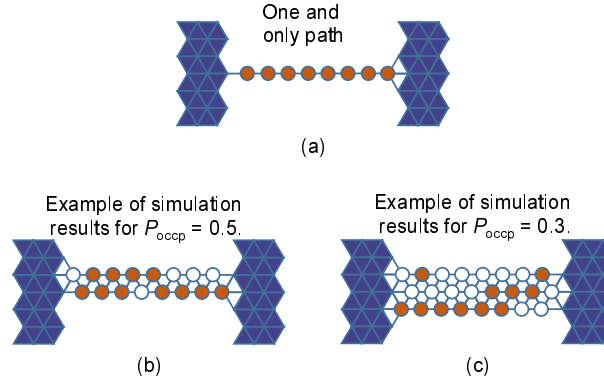 One and
only path
(a)
Example of simulation
results for Poccp = 0.5.
Example of simulation
results for Poccp = 0.3.
(b)
(c)